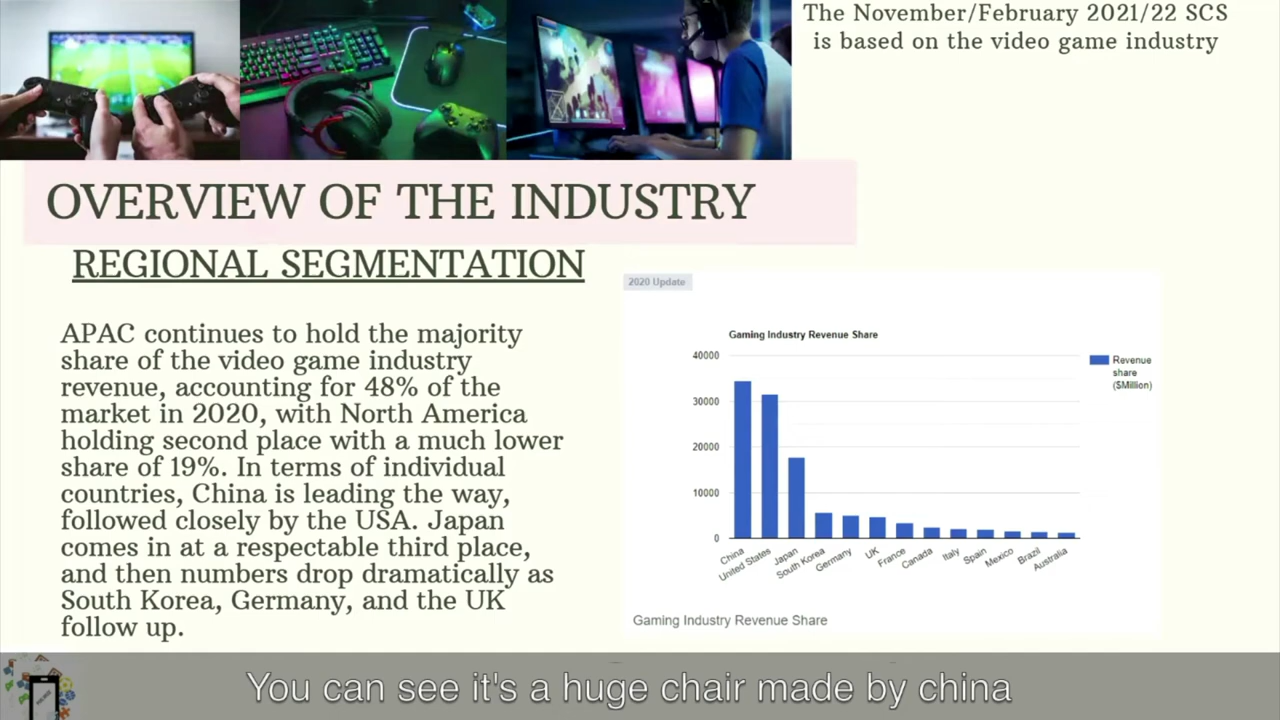 The November/February 2021/22 SCS
is based on the video game industry
OVERVIEW OF THE INDUSTRY
REGIONAL SEGMENTATION
APAC continues to hold the majority
share of the video game industry
revenue, accounting for 48% of the
market in 2020, with North America
holding second place with a much lower
share of 19%. In terms of individual
countries, China is leading the way,
followed closely by the USA. Japan
comes in at a respectable third place,
and then numbers drop dramatically as
South Korea, Germany, and the UK
follow up.
2020 Update
Gaming Industry Revenue Share
40000
30000
20000
10000
0
China
United States
Japan
South Korea
Germany
UK
France
Canada
Italy
Spain
Mexico
Brazil
Australia
Revenue
share
($Million)
Gaming Industry Revenue Share
You can see it's a huge chair made by china